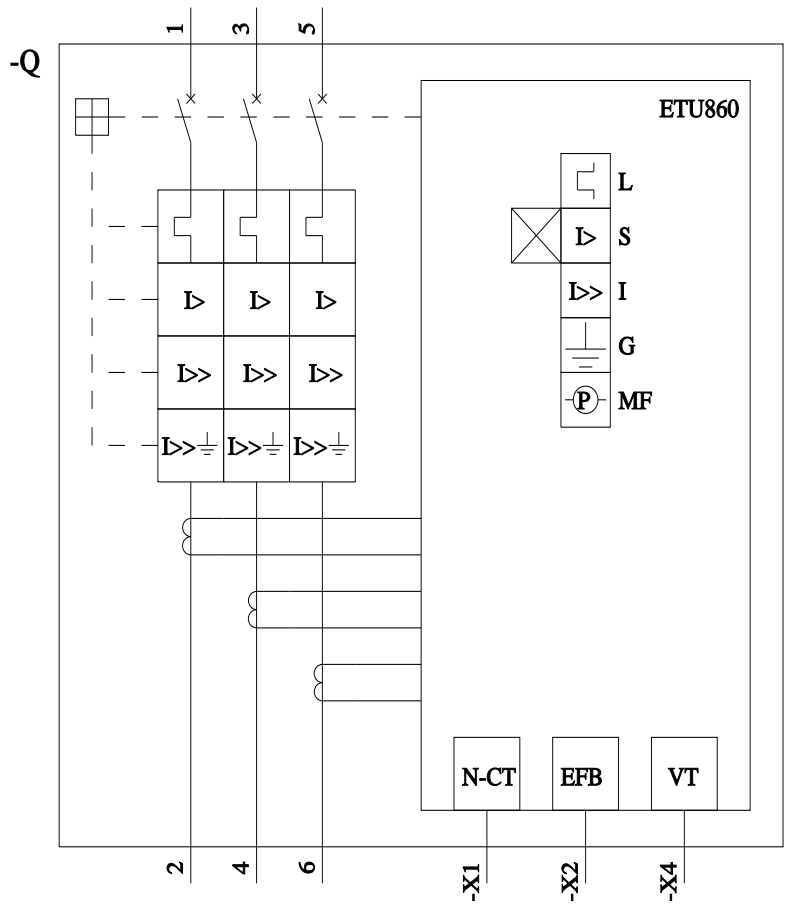 1 3 5
-Q
ETU860
L
I> S
I>> I
G
P MF
I> I> I>
I>> I>> I>>
I>> I>> I>>
N-CT EFB VT
2 4 6
-X1 -X2 -X4